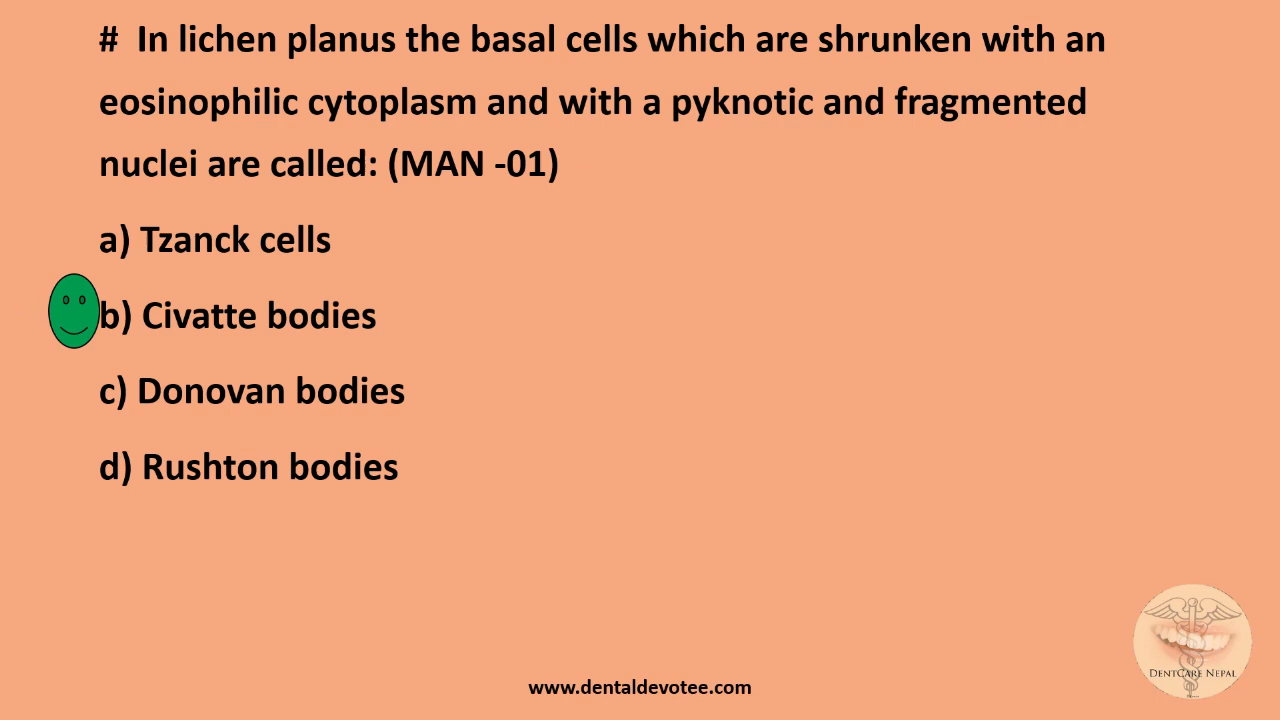 # In lichen planus the basal cells which are shrunken with an
eosinophilic cytoplasm and with a pyknotic and fragmented
nuclei are called: (MAN -01)
a) Tzanck cells
b) Civatte bodies
c) Donovan bodies
d) Rushton bodies
DENTCARE NEPAL
www.dentaldevotee.com